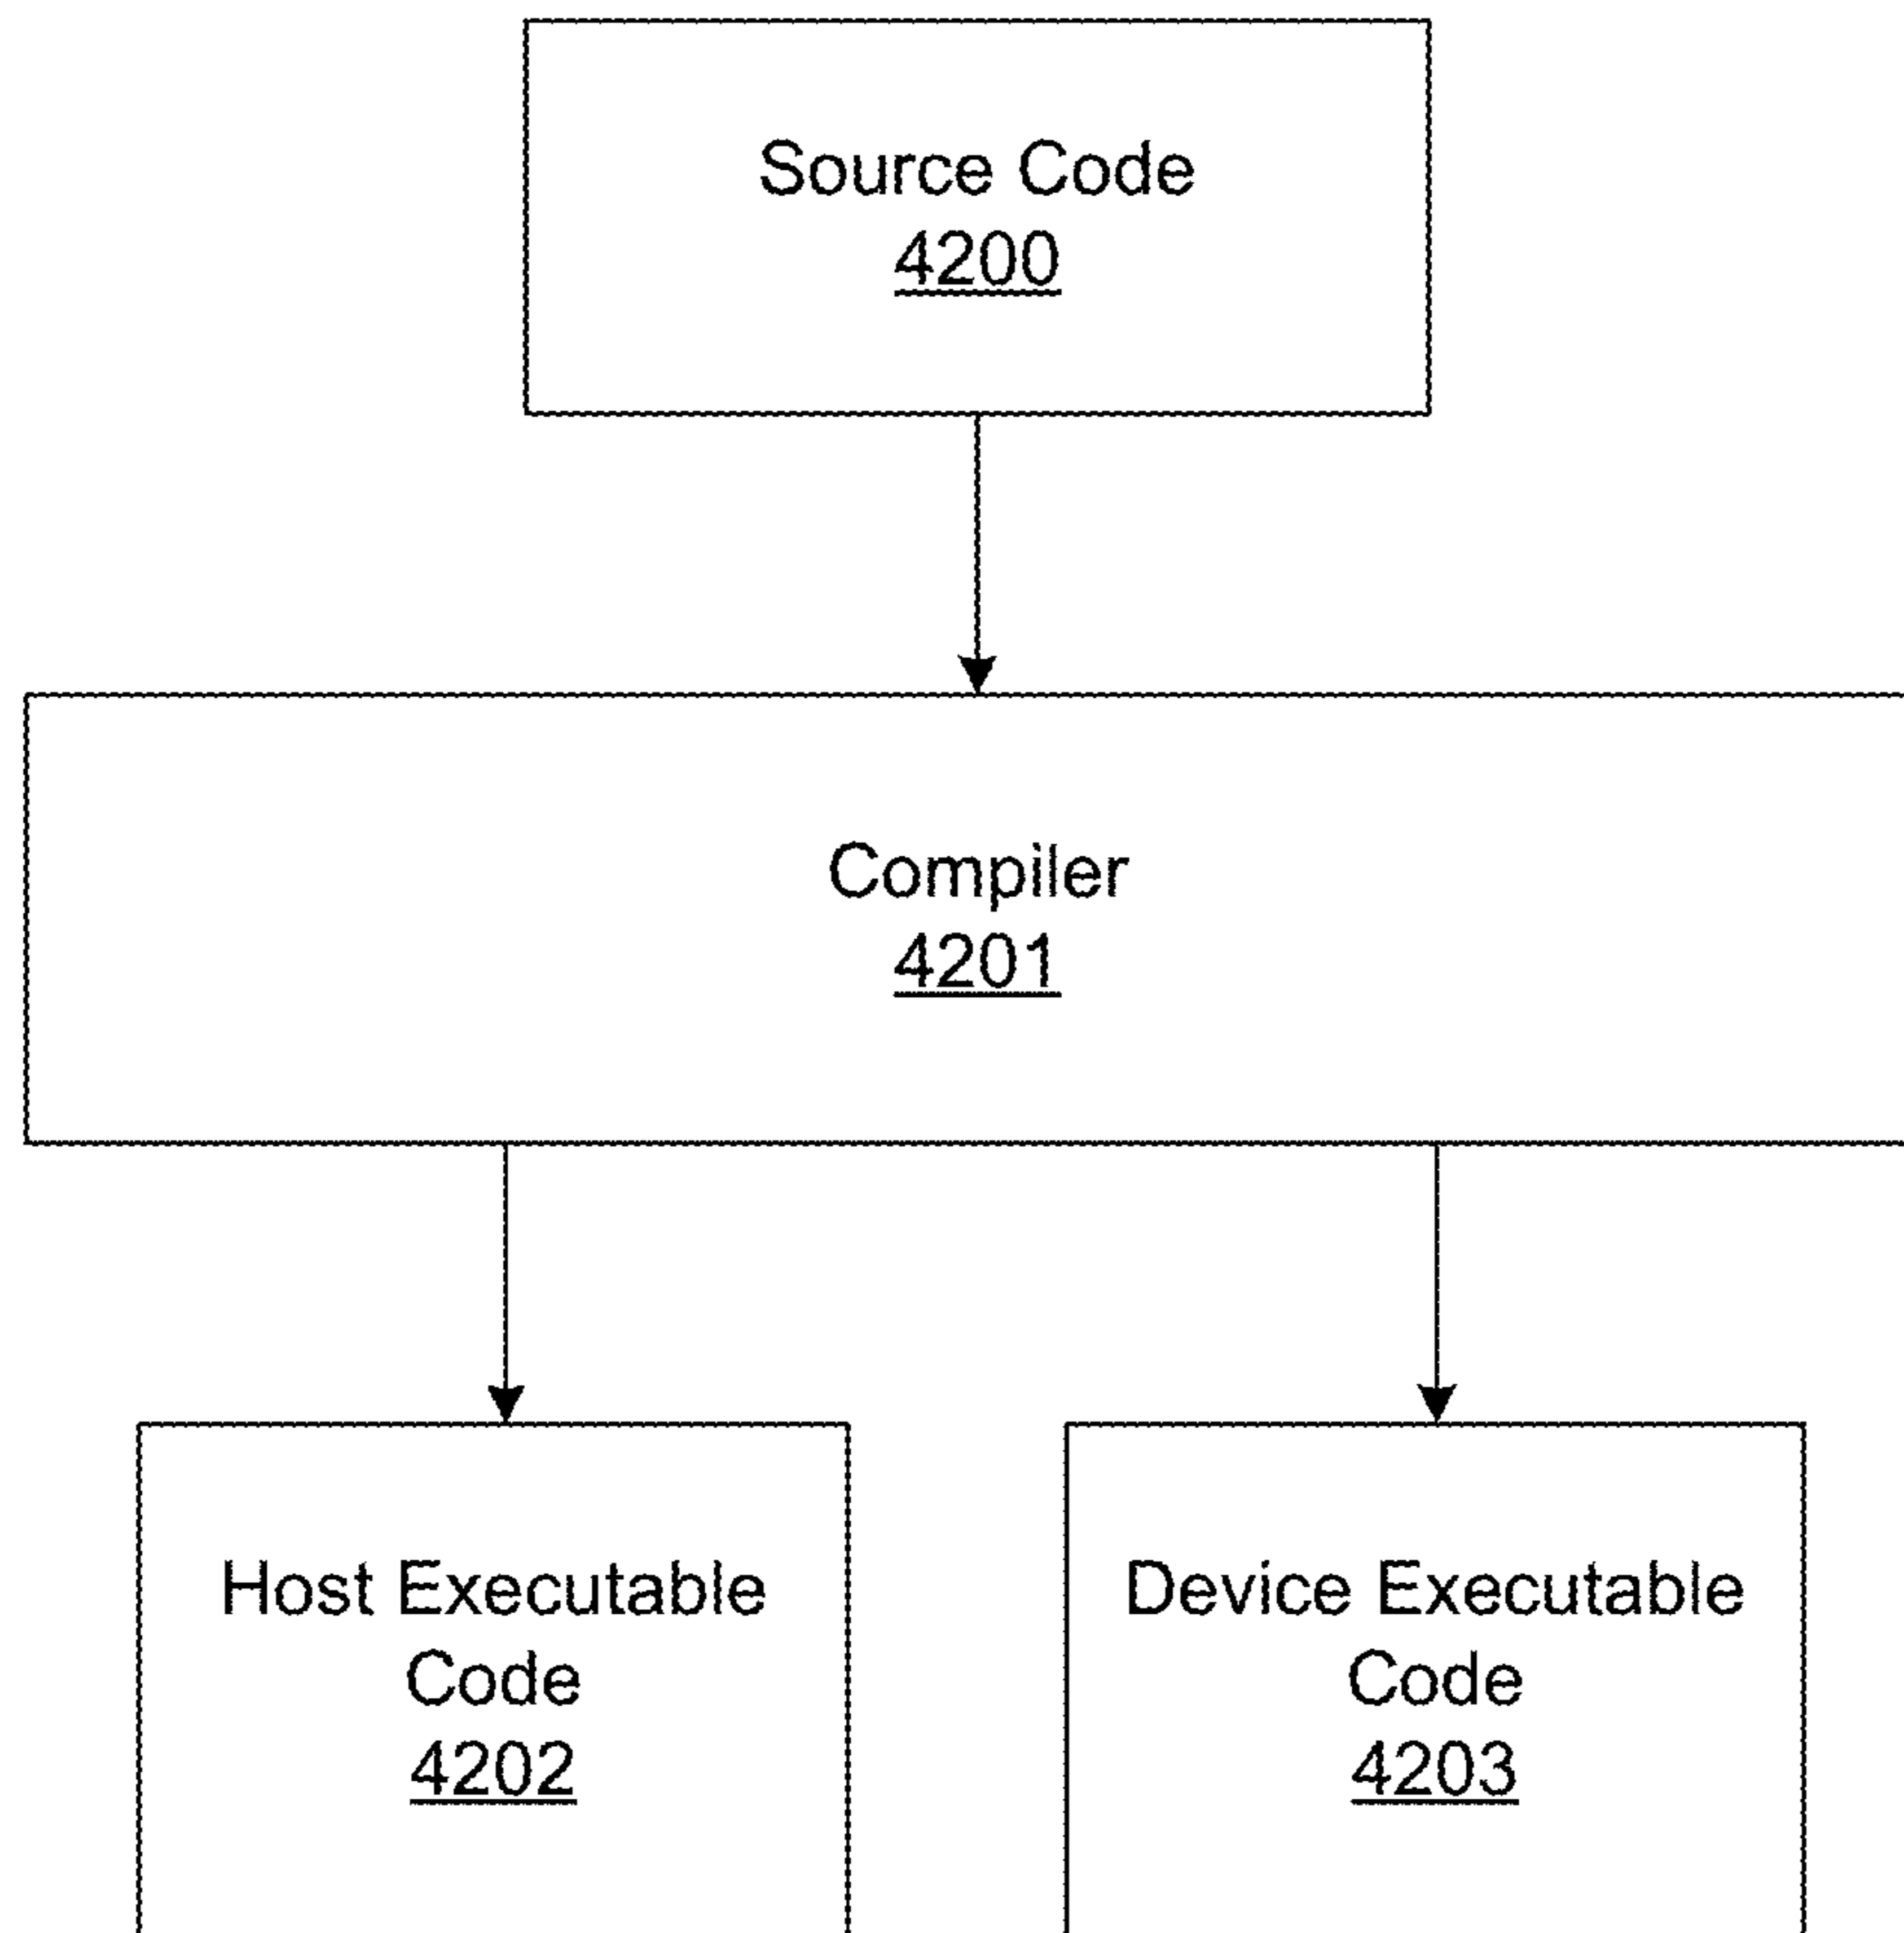 Source Code
4200
Compiler
4201
Host Executable
Code
4202
Device Executable
Code
4203